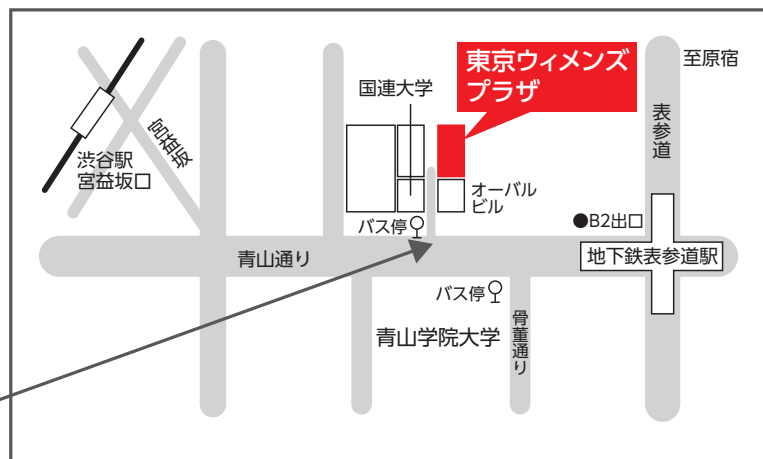 東京ウィメンズ
プラザ
至原宿
国連大学
表参道
宮益坂
渋谷駅
宮益坂口
オーバル
ビル
バス停
●B2出口
青山通り
地下鉄表参道駅
バス停
青山学院大学
骨董通り